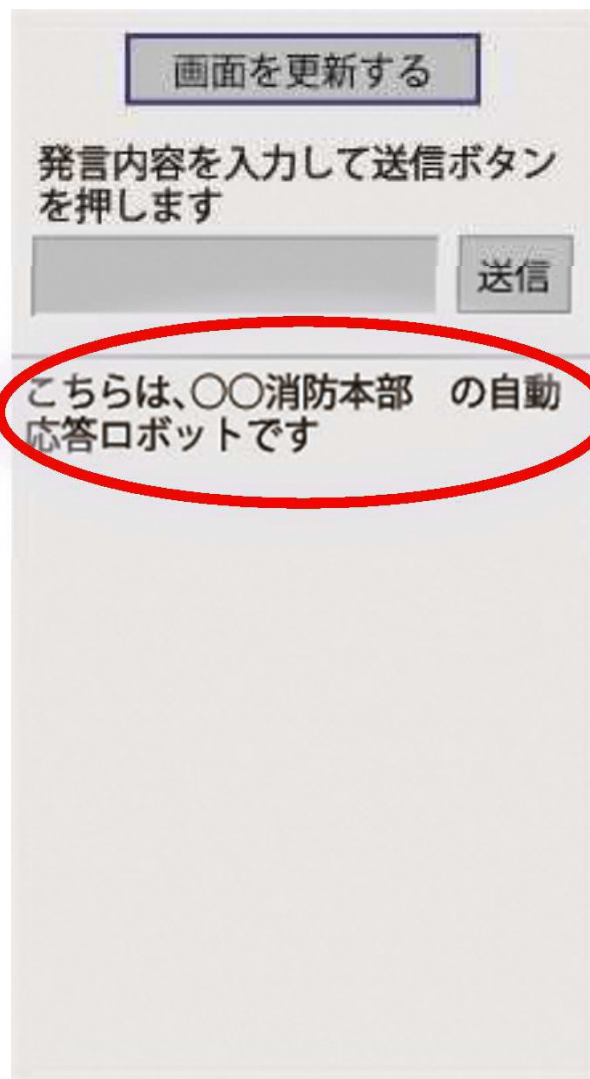 画面を更新する
発言内容を入力して送信ボタン
を押します
送信
こちらは、〇〇消防本部　の自動
応答ロボットです